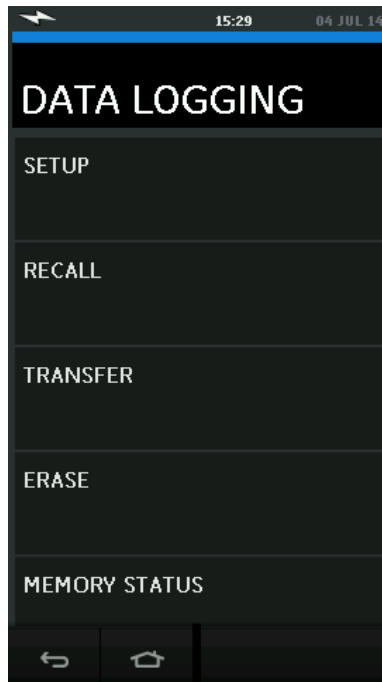 15:29 04 JUL 14
DATA LOGGING
SETUP
RECALL
TRANSFER
ERASE
MEMORY STATUS